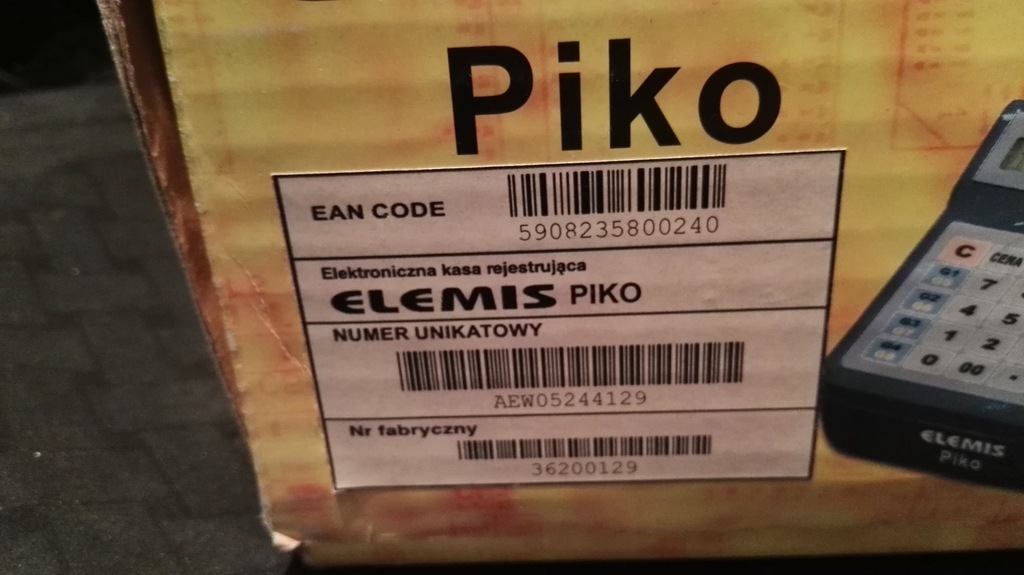 Piko
EAN CODE
5908235800240
Elektroniczna kasa rejestrująca
ELEMIS PIKO
NUMER UNIKATOWY
AEW05244129
Nr fabryczny
36200129
C CENA
7
4 5
1 2
0 00 .
ELEMIS
Piko